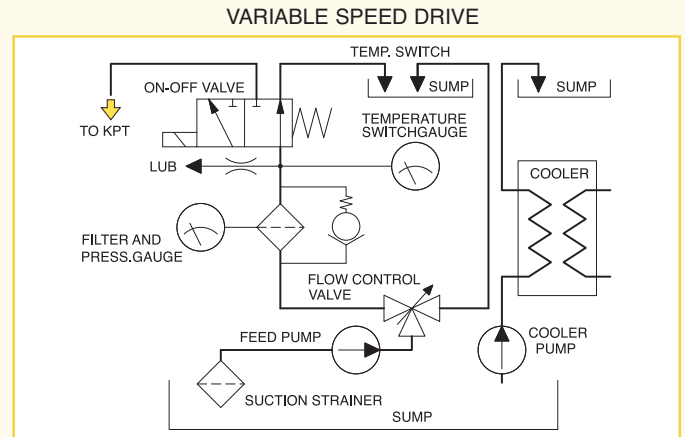 VARIABLE SPEED DRIVE
TEMP. SWITCH
ON-OFF VALVE
SUMP
SUMP
TO KPT
TEMPERATURE
SWITCHGAUGE
LUB
COOLER
FILTER AND
PRESS.GAUGE
FLOW CONTROL
VALVE
FEED PUMP
COOLER
PUMP
SUCTION STRAINER
SUMP